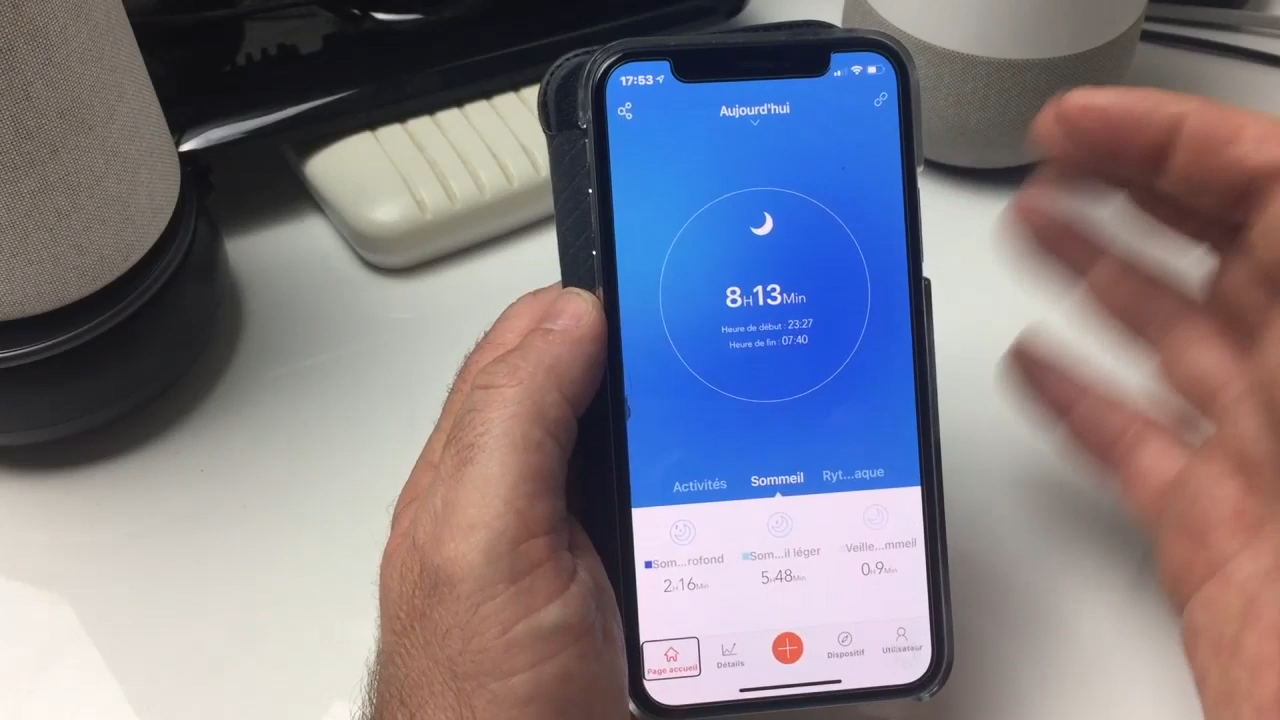 17:53
Aujourd'hui
8H13Min
Heure de début : 23:27
Heure de fin : 07:40
Activités Sommeil Ryt...aque
Som...rofond Som...il léger Veille...mmeil
2H16Min 5H48Min 0H9Min
Page accueil Détails Dispositif Utilisateur